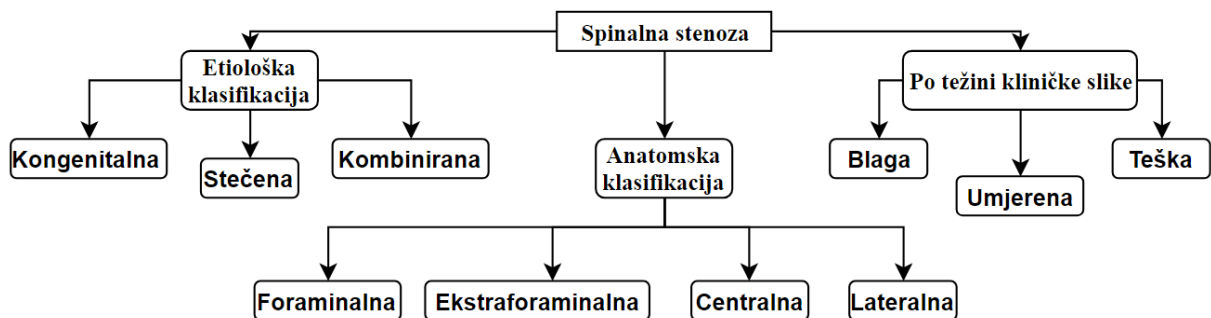 Spinalna stenoza
Etiološka
klasifikacija
Po težini kliničke slike
Kongenitalna
Stečena
Kombinirana
Anatomska
klasifikacija
Blaga
Umjerena
Teška
Foraminalna
Ekstraforaminalna
Centralna
Lateralna